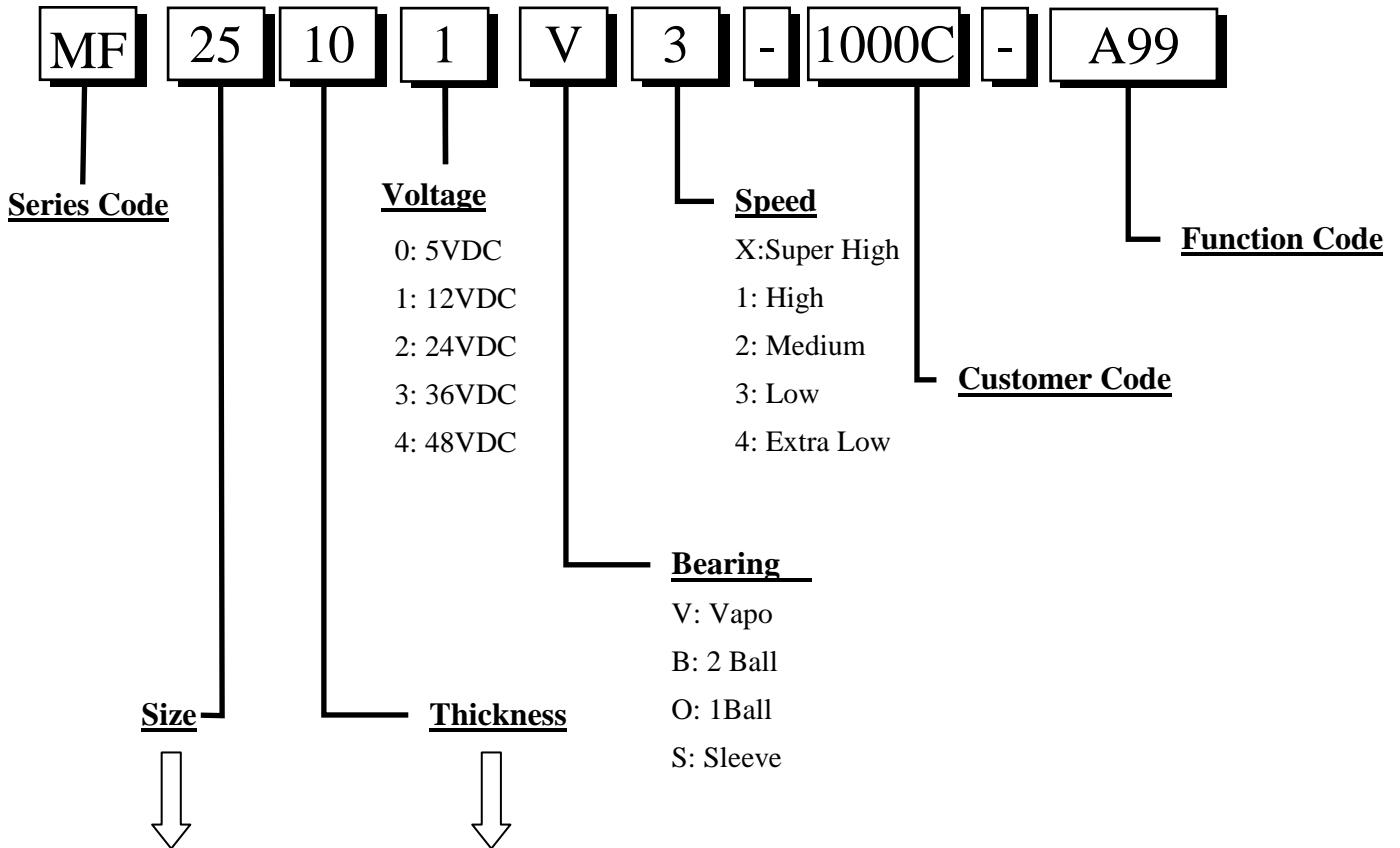 MF 25 10 1 V 3 - 1000C - A99
Series Code
Voltage
0: 5VDC
1: 12VDC
2: 24VDC
3: 36VDC
4: 48VDC
Speed
X:Super High
1: High
2: Medium
3: Low
4: Extra Low
Function Code
Customer Code
Bearing
V: Vapo
B: 2 Ball
O: 1Ball
S: Sleeve
Size
Thickness